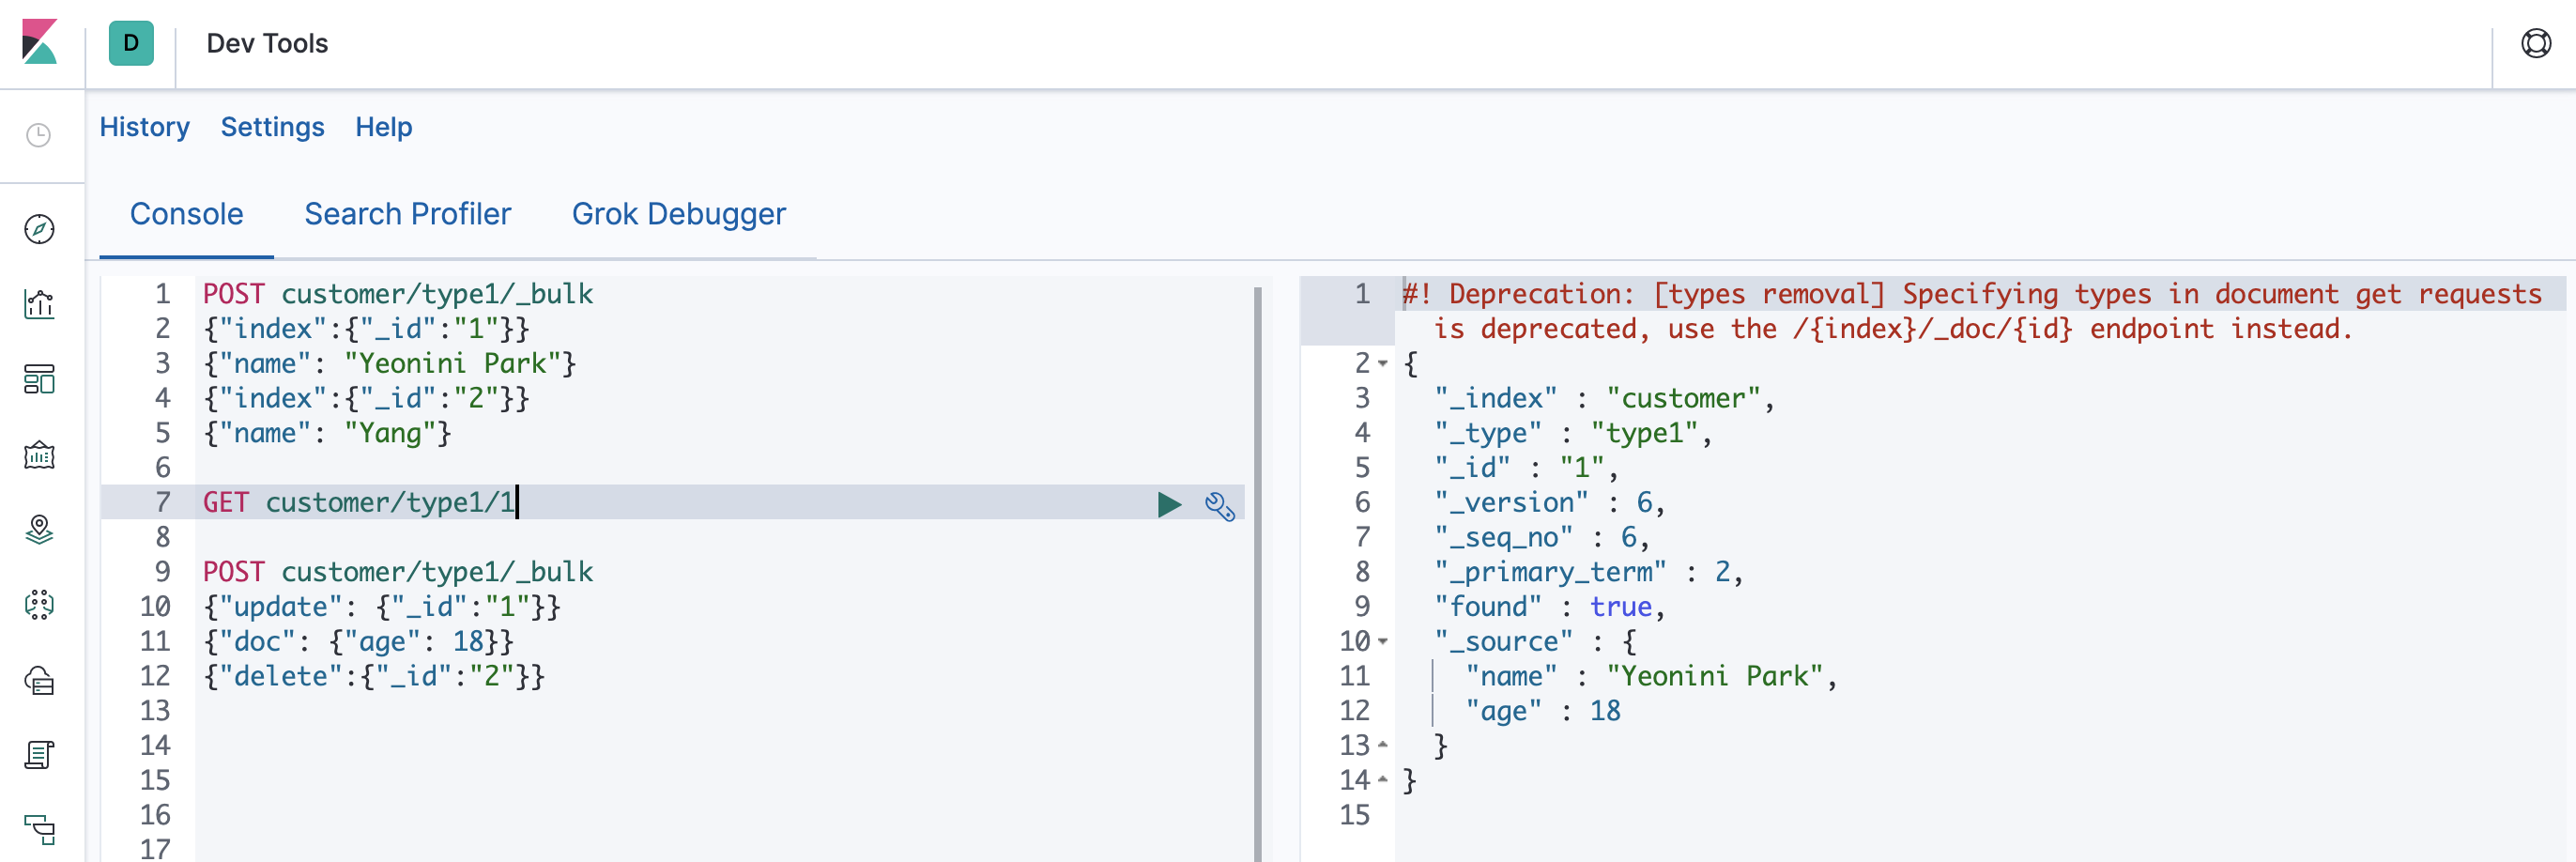 D
Dev Tools
History Settings Help
Console Search Profiler Grok Debugger
1 POST customer/type1/_bulk
2 {"index":{"_id":"1"}}
3 {"name": "Yeonini Park"}
4 {"index":{"_id":"2"}}
5 {"name": "Yang"}
6
7 GET customer/type1/1
8
9 POST customer/type1/_bulk
10 {"update": {"_id":"1"}}
11 {"doc": {"age": 18}}
12 {"delete":{"_id":"2"}}
13
14
15
16
17
1 #! Deprecation: [types removal] Specifying types in document get requests
is deprecated, use the /{index}/_doc/{id} endpoint instead.
2 {
3 "_index" : "customer",
4 "_type" : "type1",
5 "_id" : "1",
6 "_version" : 6,
7 "_seq_no" : 6,
8 "_primary_term" : 2,
9 "found" : true,
10 "_source" : {
11 "name" : "Yeonini Park",
12 "age" : 18
13 }
14 }
15